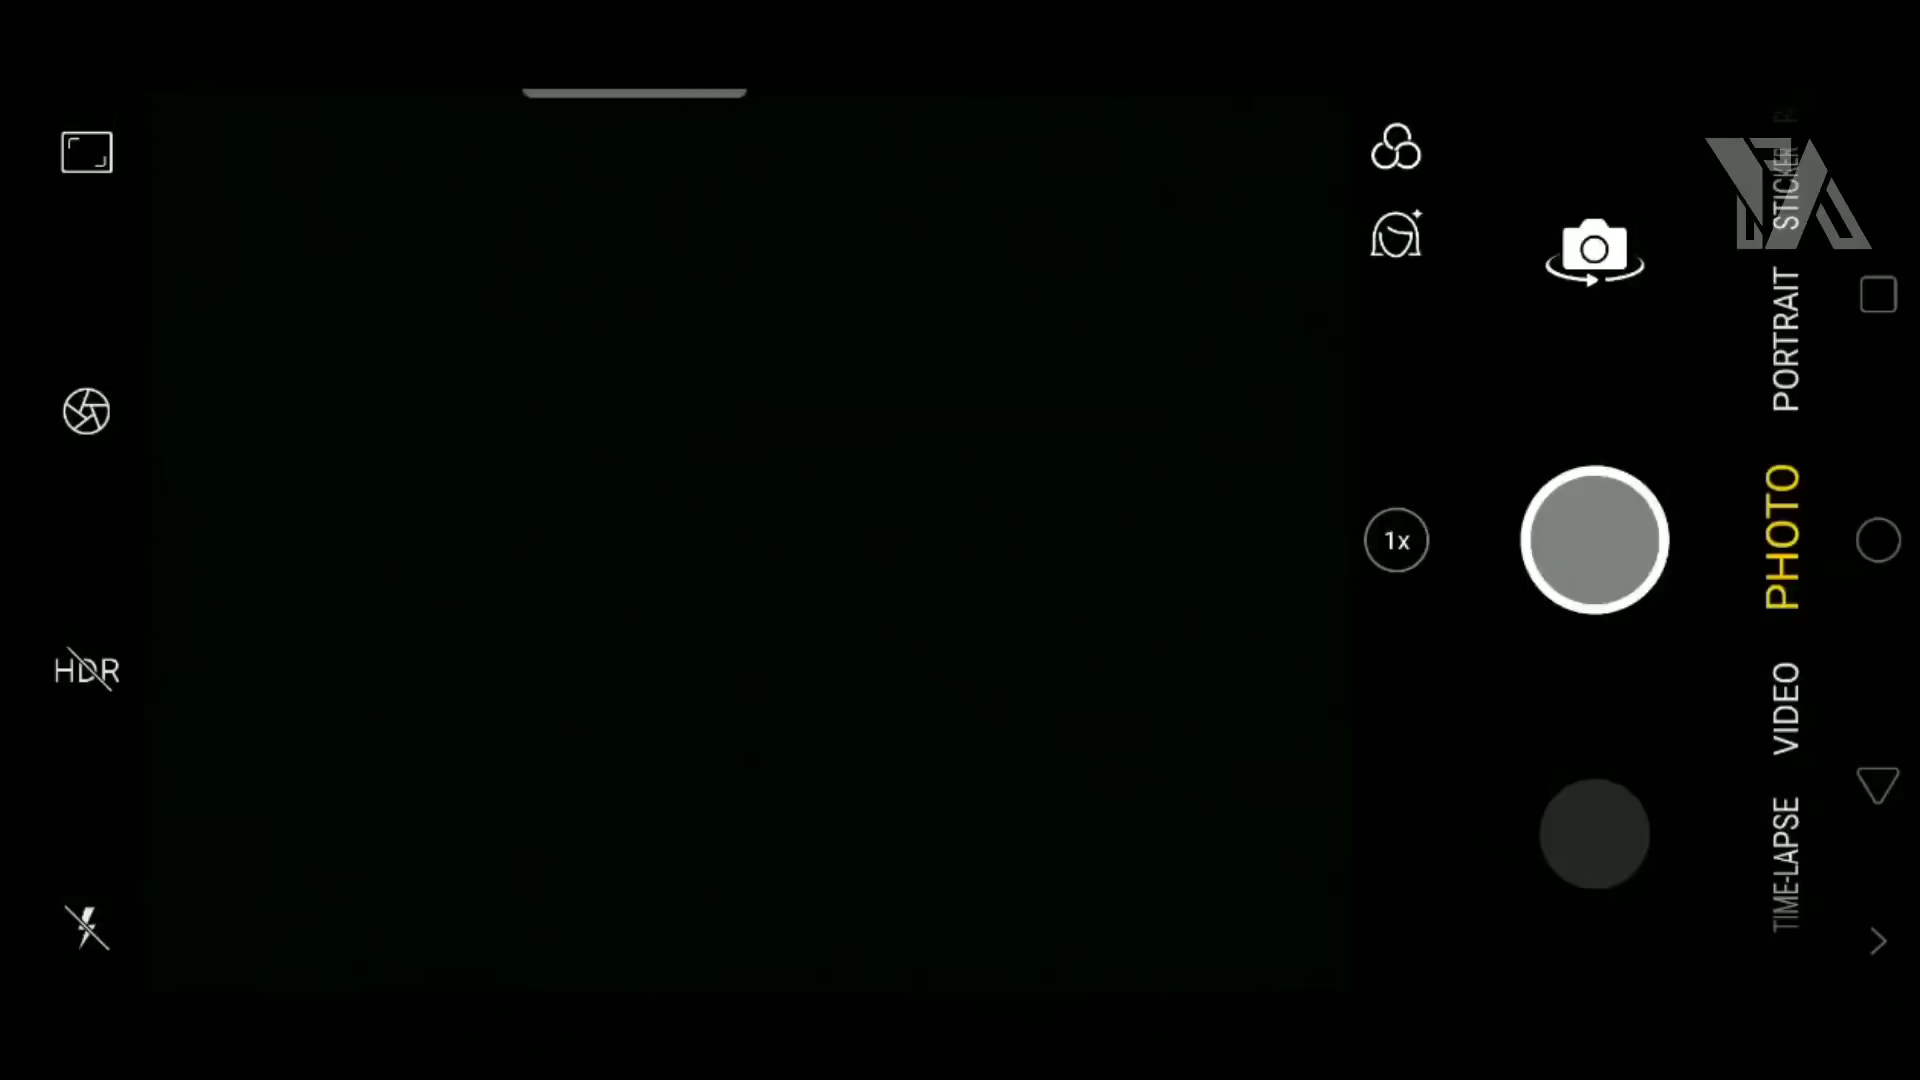 HDR
1x
STICKER
PORTRAIT
PHOTO
VIDEO
TIME-LAPSE